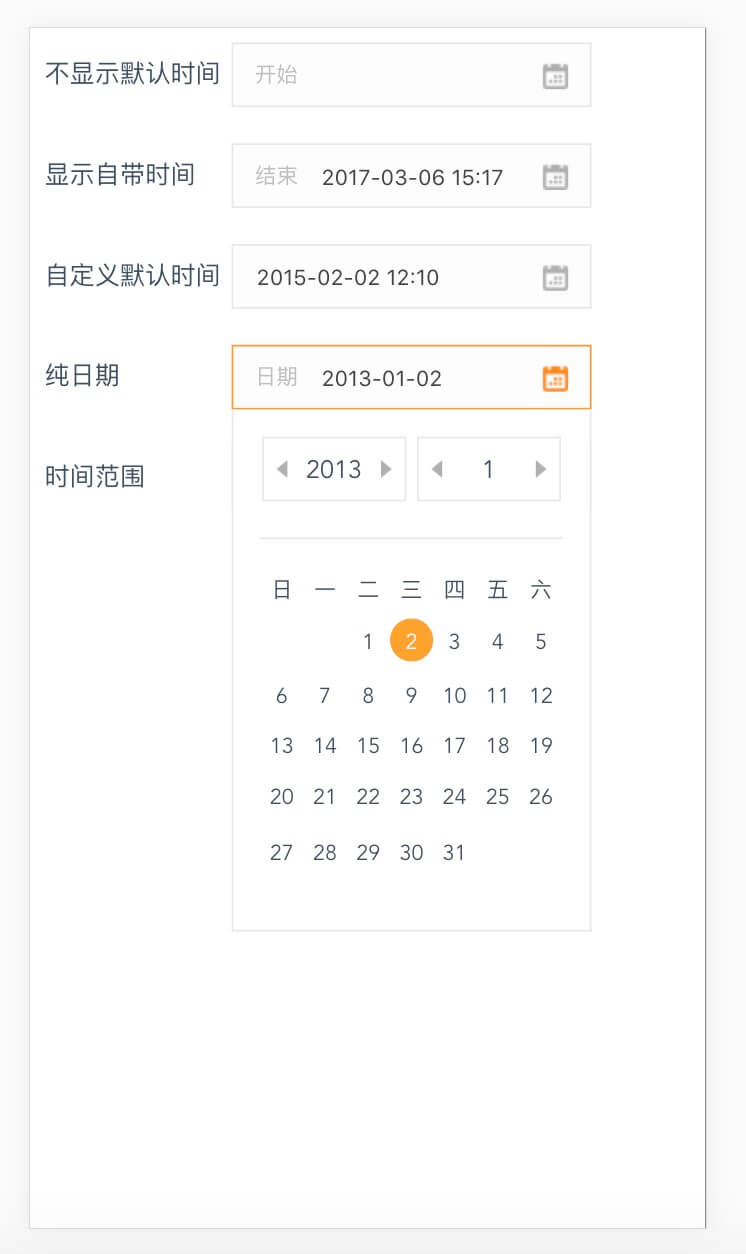 不显示默认时间 开始
显示自带时间 结束 2017-03-06 15:17
自定义默认时间 2015-02-02 12:10
纯日期 日期 2013-01-02
时间范围 2013 1
日 一 二 三 四 五 六
1 2 3 4 5
6 7 8 9 10 11 12
13 14 15 16 17 18 19
20 21 22 23 24 25 26
27 28 29 30 31